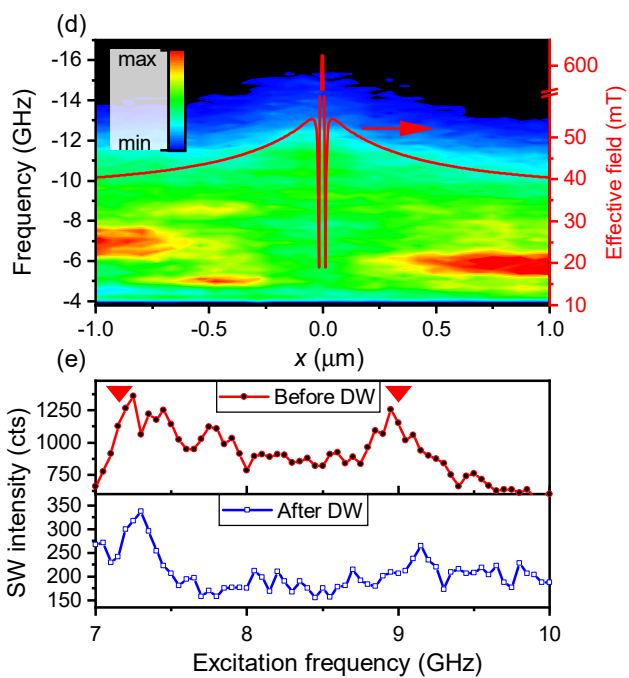 (d)
max
min
-16
-14
-12
-10
-8
-6
-4
Frequency (GHz)
600
50
40
30
20
10
Effective field (mT)
-1.0 -0.5 0.0 0.5 1.0
x (μm)
(e)
Before DW
1250
1000
750
After DW
350
300
250
200
150
SW intensity (cts)
7 8 9 10
Excitation frequency (GHz)